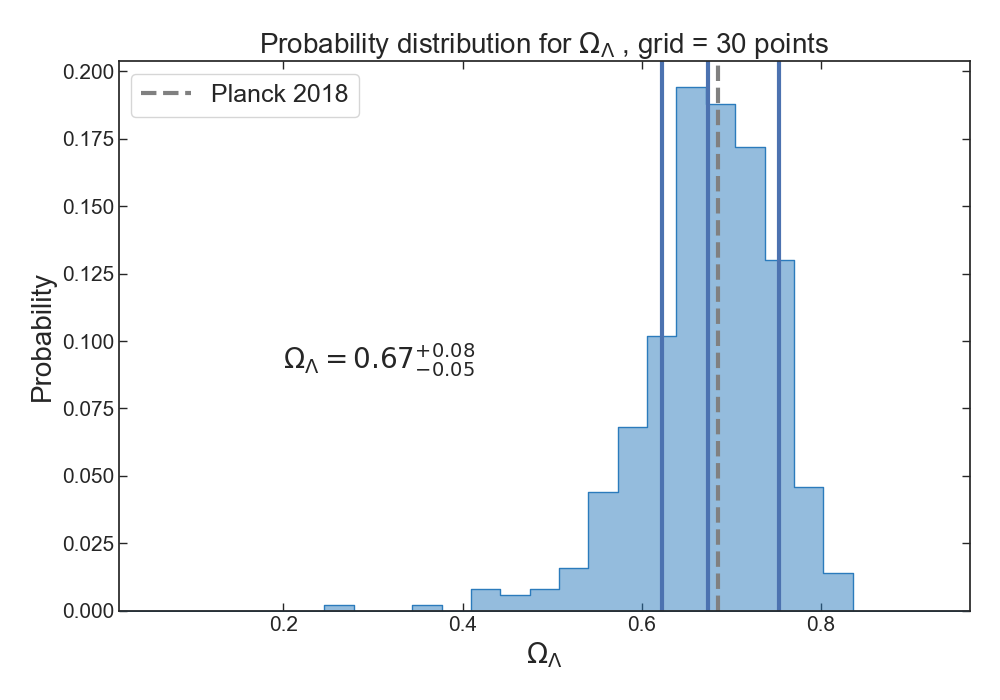 Probability distribution for Ω_Λ , grid = 30 points
0.200
Planck 2018
0.175
0.150
0.125
Probability
0.100
Ω_Λ = 0.67^{+0.08}_{-0.05}
0.075
0.050
0.025
0.000
0.2 0.4 0.6 0.8
Ω_Λ